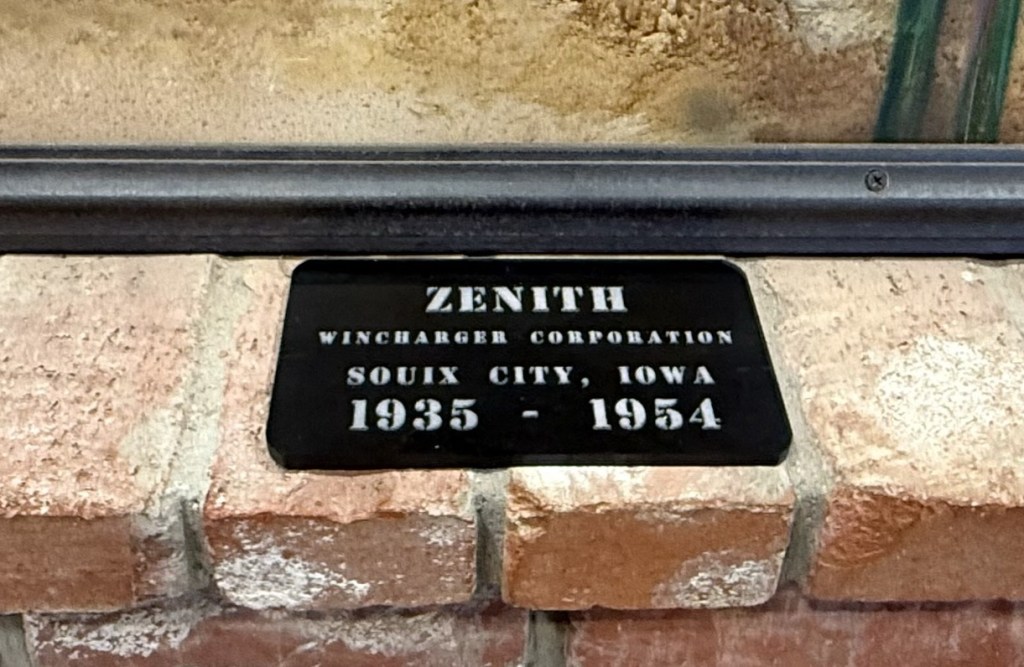 ZENITH
WINCHARGER CORPORATION
SOUIX CITY, IOWA
1935 - 1954